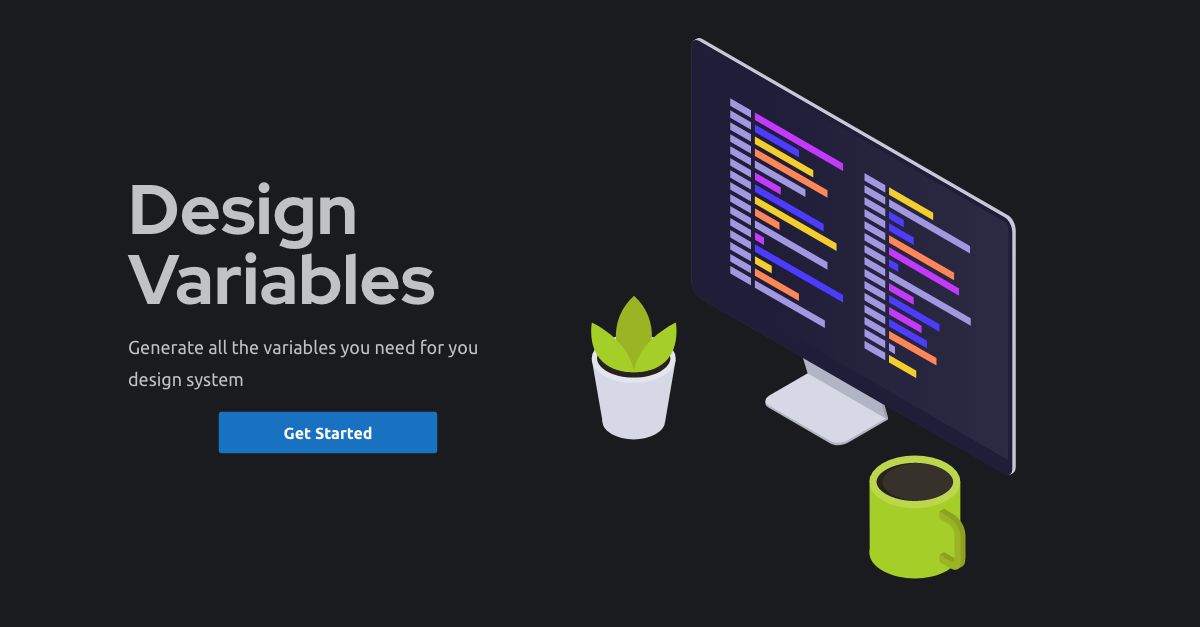 Design
Variables
Generate all the variables you need for you
design system
Get Started